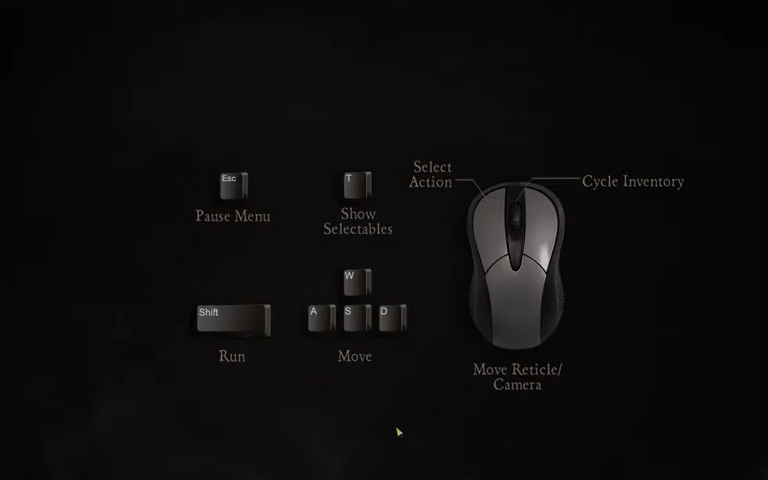 Esc
Pause Menu
T
Show
Selectables
Select
Action
Cycle Inventory
Shift
Run
W
A S D
Move
Move Reticle/
Camera